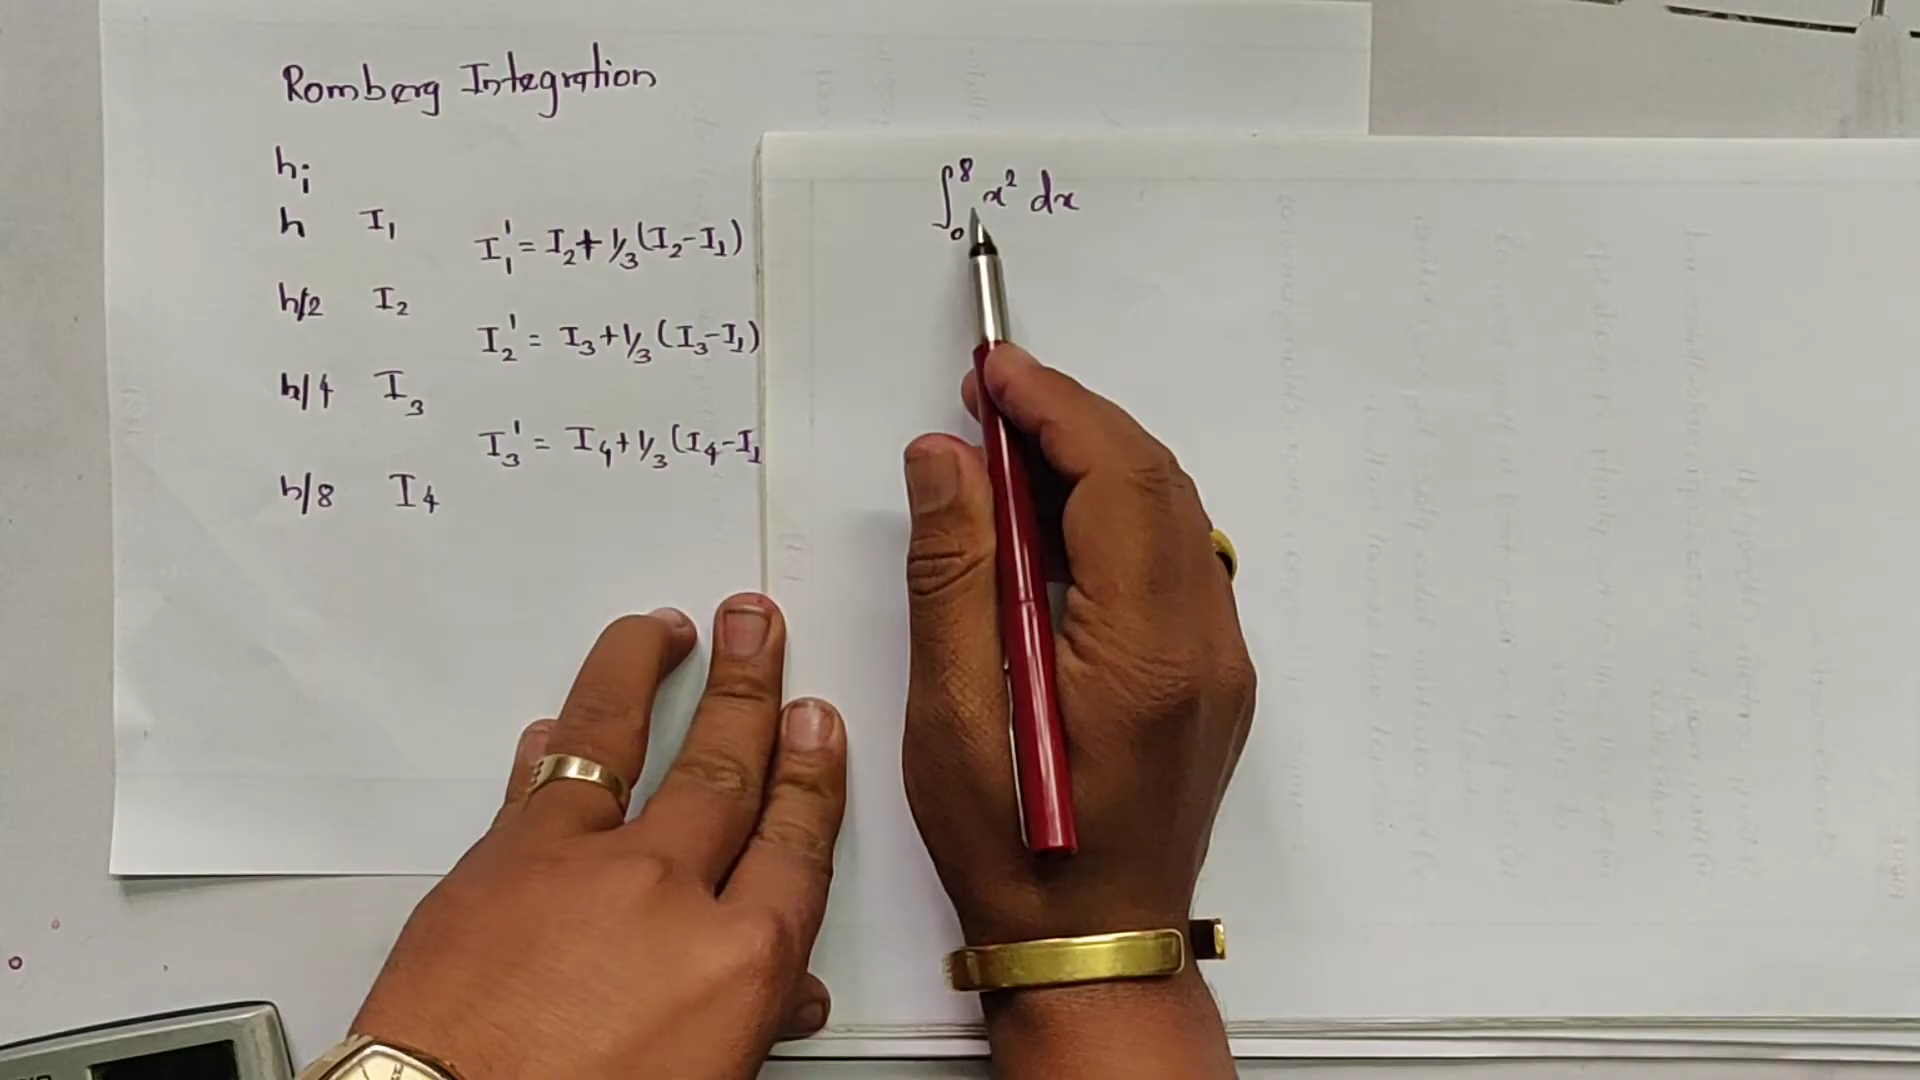 Romberg Integration
hᵢ
h I₁
I₁' = I₂ + 1/3 (I₂ - I₁)
h/2 I₂
I₂' = I₃ + 1/3 (I₃ - I₁)
h/4 I₃
I₃' = I₄ + 1/3 (I₄ - I₁
h/8 I₄
∫₀⁸ x² dx